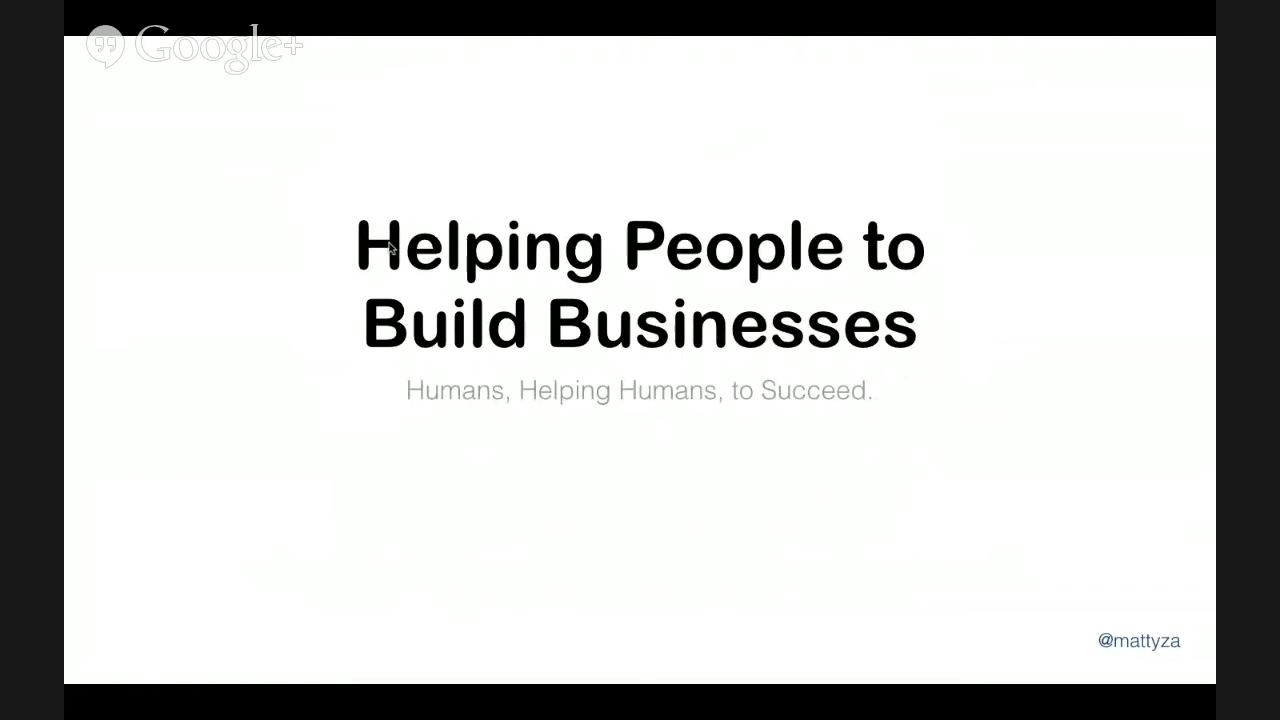 Google+
Helping People to
Build Businesses
Humans, Helping Humans, to Succeed.
@mattyza